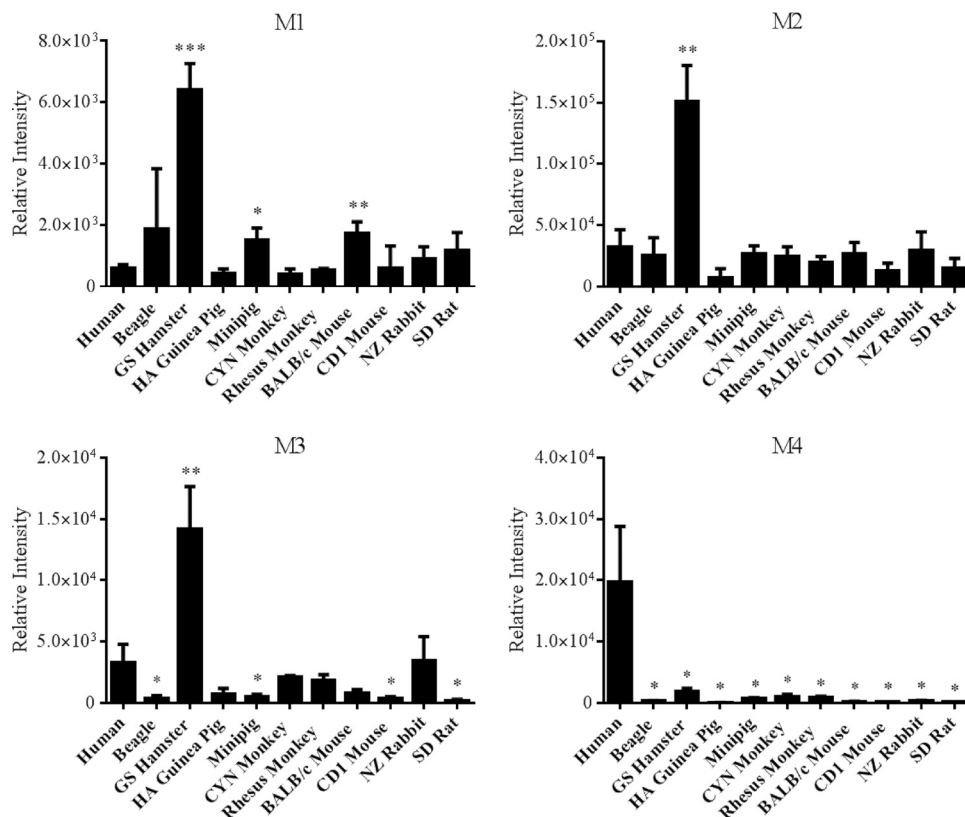 M1
8.0×10³
6.0×10³
4.0×10³
2.0×10³
0
Relative Intensity
***
*
**
Human
Beagle
GS Hamster
HA Guinea Pig
Minipig
CYN Monkey
Rhesus Monkey
BALB/c Mouse
CD1 Mouse
NZ Rabbit
SD Rat
M2
2.0×10⁵
1.5×10⁵
1.0×10⁵
5.0×10⁴
0
Relative Intensity
**
Human
Beagle
GS Hamster
HA Guinea Pig
Minipig
CYN Monkey
Rhesus Monkey
BALB/c Mouse
CD1 Mouse
NZ Rabbit
SD Rat
M3
2.0×10⁴
1.5×10⁴
1.0×10⁴
5.0×10³
0
Relative Intensity
*
**
*
*
*
Human
Beagle
GS Hamster
HA Guinea Pig
Minipig
CYN Monkey
Rhesus Monkey
BALB/c Mouse
CD1 Mouse
NZ Rabbit
SD Rat
M4
4.0×10⁴
3.0×10⁴
2.0×10⁴
1.0×10⁴
0
Relative Intensity
* * * * * * * * * *
Human
Beagle
GS Hamster
HA Guinea Pig
Minipig
CYN Monkey
Rhesus Monkey
BALB/c Mouse
CD1 Mouse
NZ Rabbit
SD Rat